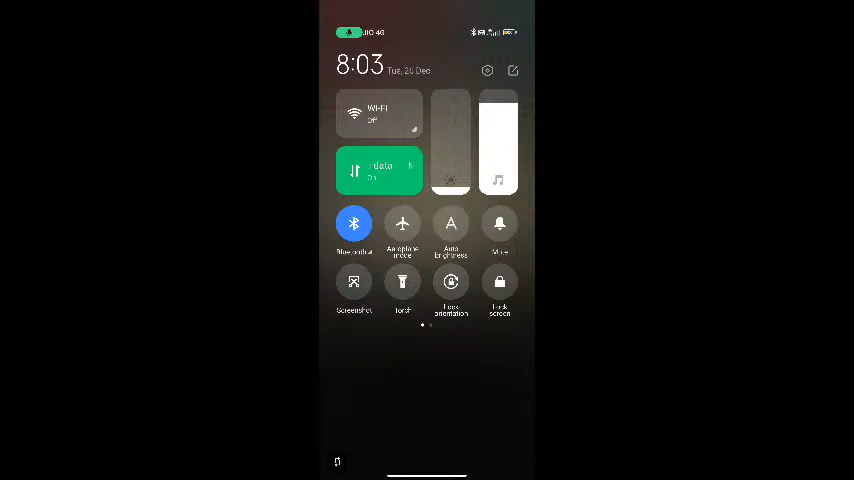 JIO 4G
8:03 Tue, 26 Dec
Wi-Fi
Off
data M
On
Bluetooth
Aeroplane
mode
Auto
brightness
Mute
Screenshot
Torch
Lock
orientation
Lock
screen